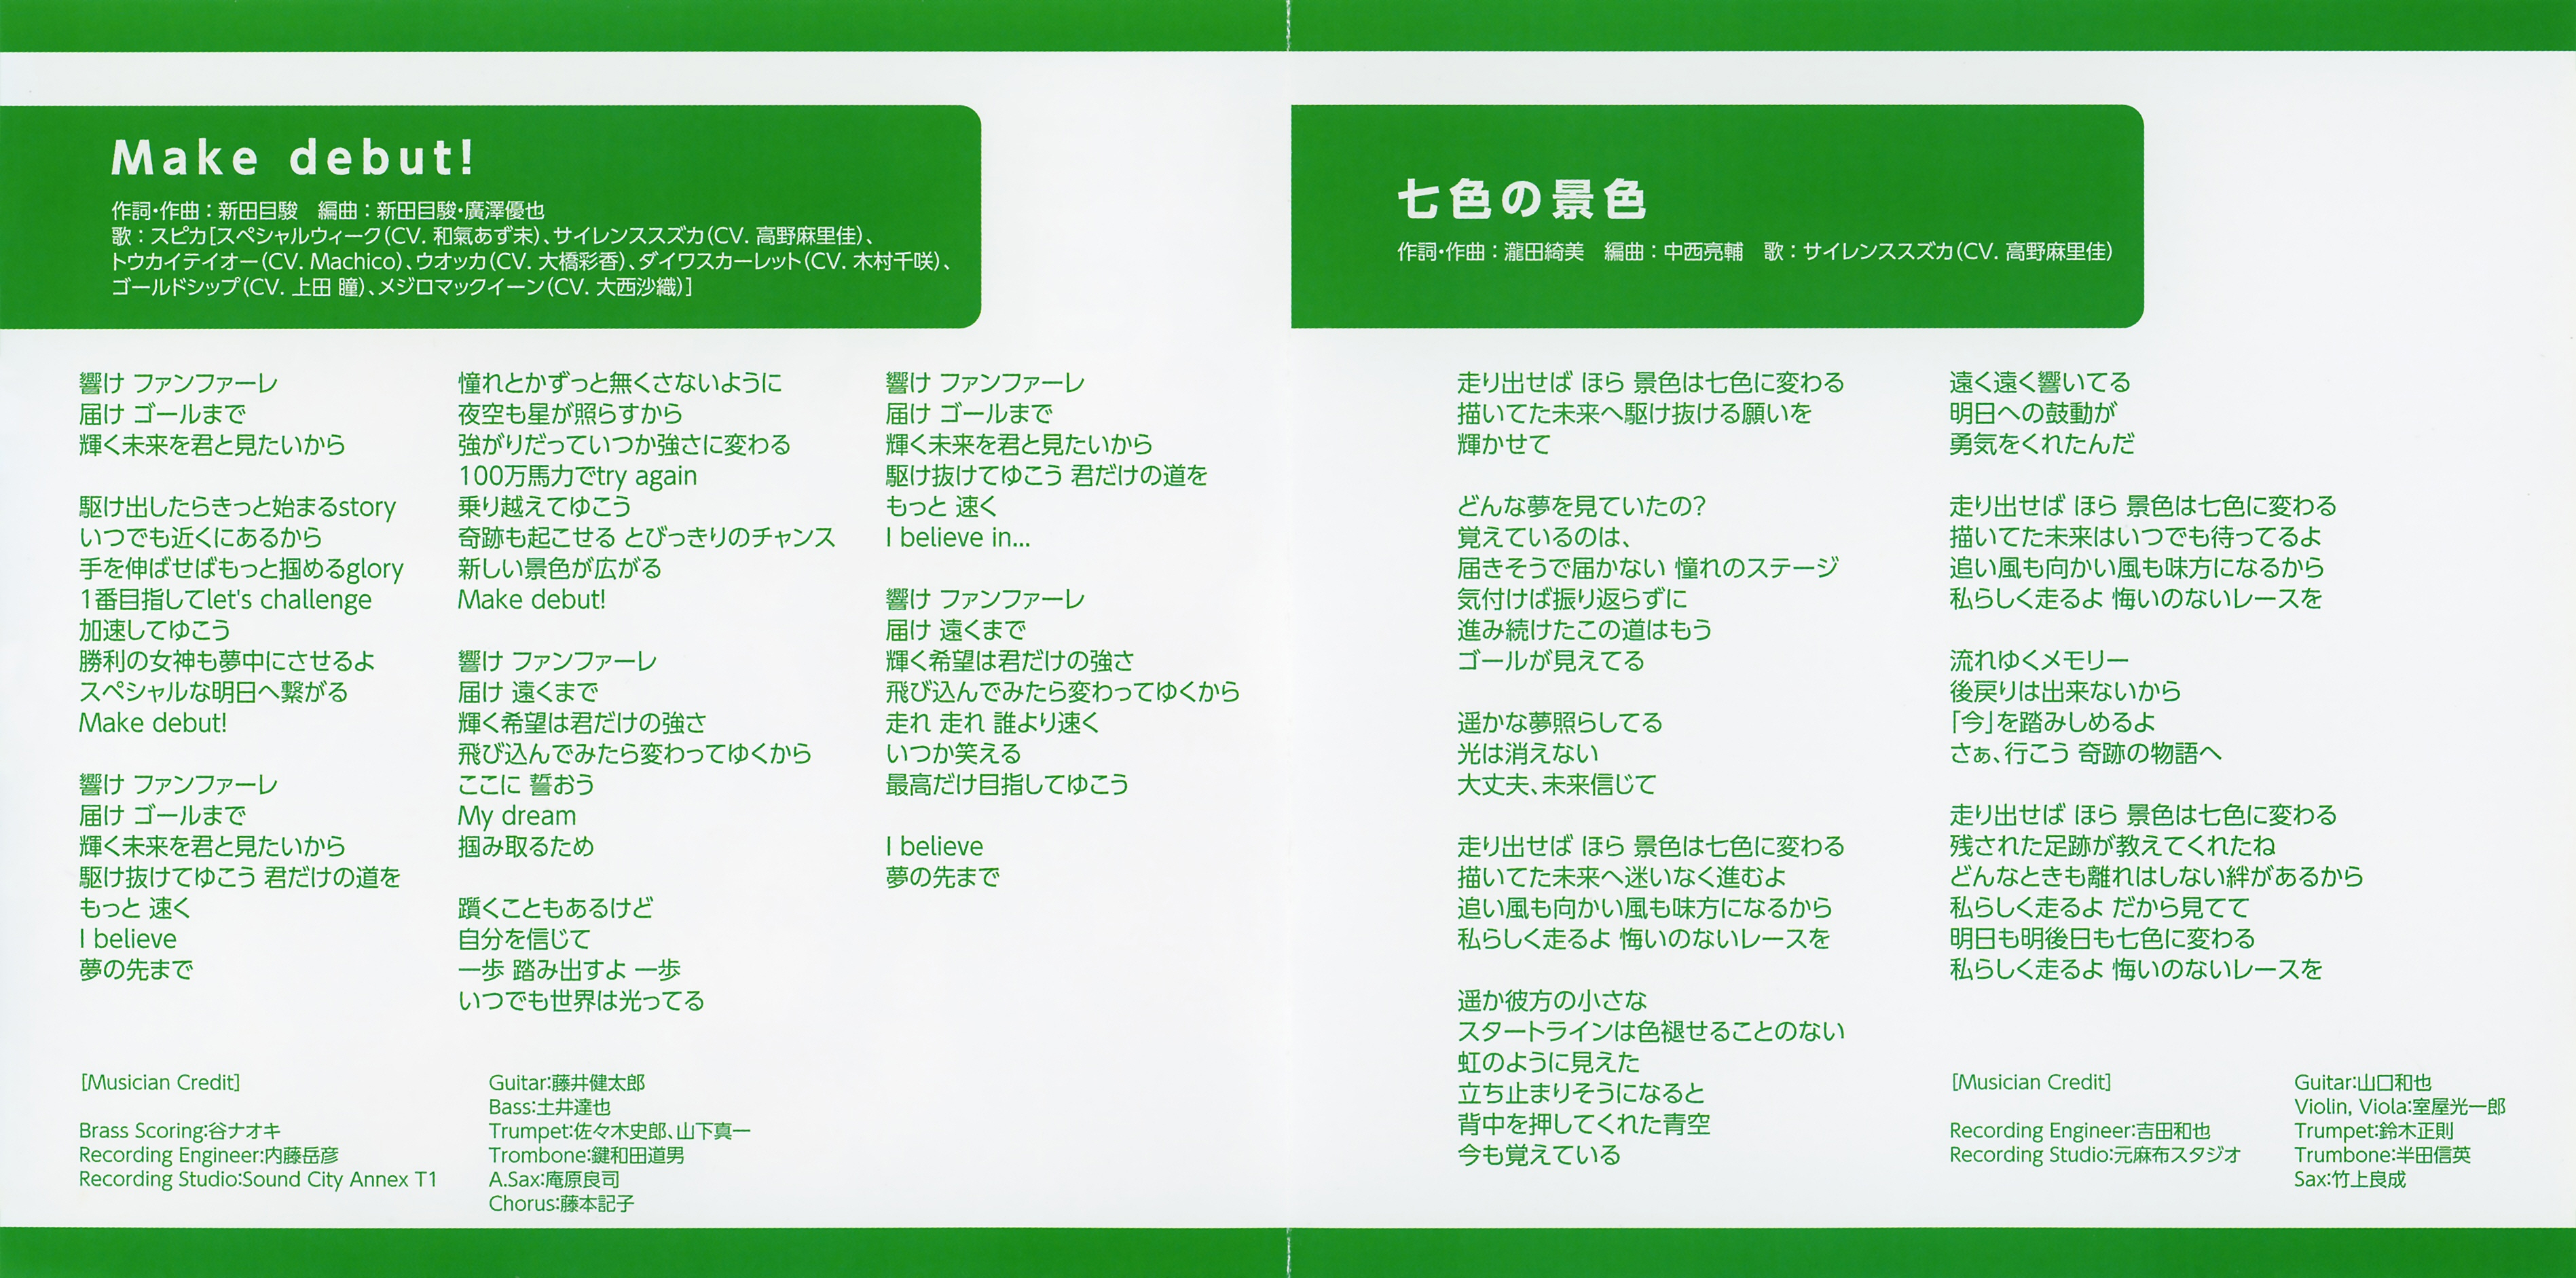 Make debut!
作詞・作曲：新田目駿　編曲：新田目駿・廣澤優也
歌：スピカ[スペシャルウィーク(CV. 和氣あず未)、サイレンススズカ(CV. 高野麻里佳)、
トウカイテイオー(CV. Machico)、ウオッカ(CV. 大橋彩香)、ダイワスカーレット(CV. 木村千咲)、
ゴールドシップ(CV. 上田 瞳)、メジロマックイーン(CV. 大西沙織)]
響け ファンファーレ
届け ゴールまで
輝く未来を君と見たいから
駆け出したらきっと始まるstory
いつでも近くにあるから
手を伸ばせばもっと掴めるglory
1番目指してlet's challenge
加速してゆこう
勝利の女神も夢中にさせるよ
スペシャルな明日へ繋がる
Make debut!
響け ファンファーレ
届け ゴールまで
輝く未来を君と見たいから
駆け抜けてゆこう 君だけの道を
もっと 速く
I believe
夢の先まで
憧れとかずっと無くさないように
夜空も星が照らすから
強がりだっていつか強さに変わる
100万馬力でtry again
乗り越えてゆこう
奇跡も起こせる とびっきりのチャンス
新しい景色が広がる
Make debut!
響け ファンファーレ
届け 遠くまで
輝く希望は君だけの強さ
飛び込んでみたら変わってゆくから
ここに 誓おう
My dream
掴み取るため
躓くこともあるけど
自分を信じて
一歩 踏み出すよ 一歩
いつでも世界は光ってる
響け ファンファーレ
届け ゴールまで
輝く未来を君と見たいから
駆け抜けてゆこう 君だけの道を
もっと 速く
I believe in...
響け ファンファーレ
届け 遠くまで
輝く希望は君だけの強さ
飛び込んでみたら変わってゆくから
走れ 走れ 誰より速く
いつか笑える
最高だけ目指してゆこう
I believe
夢の先まで
[Musician Credit]
Brass Scoring:谷ナオキ
Recording Engineer:内藤岳彦
Recording Studio:Sound City Annex T1
Guitar:藤井健太郎
Bass:土井達也
Trumpet:佐々木史郎、山下真一
Trombone:鍵和田道男
A.Sax:庵原良司
Chorus:藤本記子
七色の景色
作詞・作曲：瀧田綺美　編曲：中西亮輔　歌：サイレンススズカ(CV. 高野麻里佳)
走り出せば ほら 景色は七色に変わる
描いてた未来へ駆け抜ける願いを
輝かせて
どんな夢を見ていたの?
覚えているのは、
届きそうで届かない 憧れのステージ
気付けば振り返らずに
進み続けたこの道はもう
ゴールが見えてる
遥かな夢照らしてる
光は消えない
大丈夫、未来信じて
走り出せば ほら 景色は七色に変わる
描いてた未来へ迷いなく進むよ
追い風も向かい風も味方になるから
私らしく走るよ 悔いのないレースを
遥か彼方の小さな
スタートラインは色褪せることのない
虹のように見えた
立ち止まりそうになると
背中を押してくれた青空
今も覚えている
遠く遠く響いてる
明日への鼓動が
勇気をくれたんだ
走り出せば ほら 景色は七色に変わる
描いてた未来はいつでも待ってるよ
追い風も向かい風も味方になるから
私らしく走るよ 悔いのないレースを
流れゆくメモリー
後戻りは出来ないから
「今」を踏みしめるよ
さぁ、行こう 奇跡の物語へ
走り出せば ほら 景色は七色に変わる
残された足跡が教えてくれたね
どんなときも離れはしない絆があるから
私らしく走るよ だから見てて
明日も明後日も七色に変わる
私らしく走るよ 悔いのないレースを
[Musician Credit]
Recording Engineer:吉田和也
Recording Studio:元麻布スタジオ
Guitar:山口和也
Violin, Viola:室屋光一郎
Trumpet:鈴木正則
Trumbone:半田信英
Sax:竹上良成